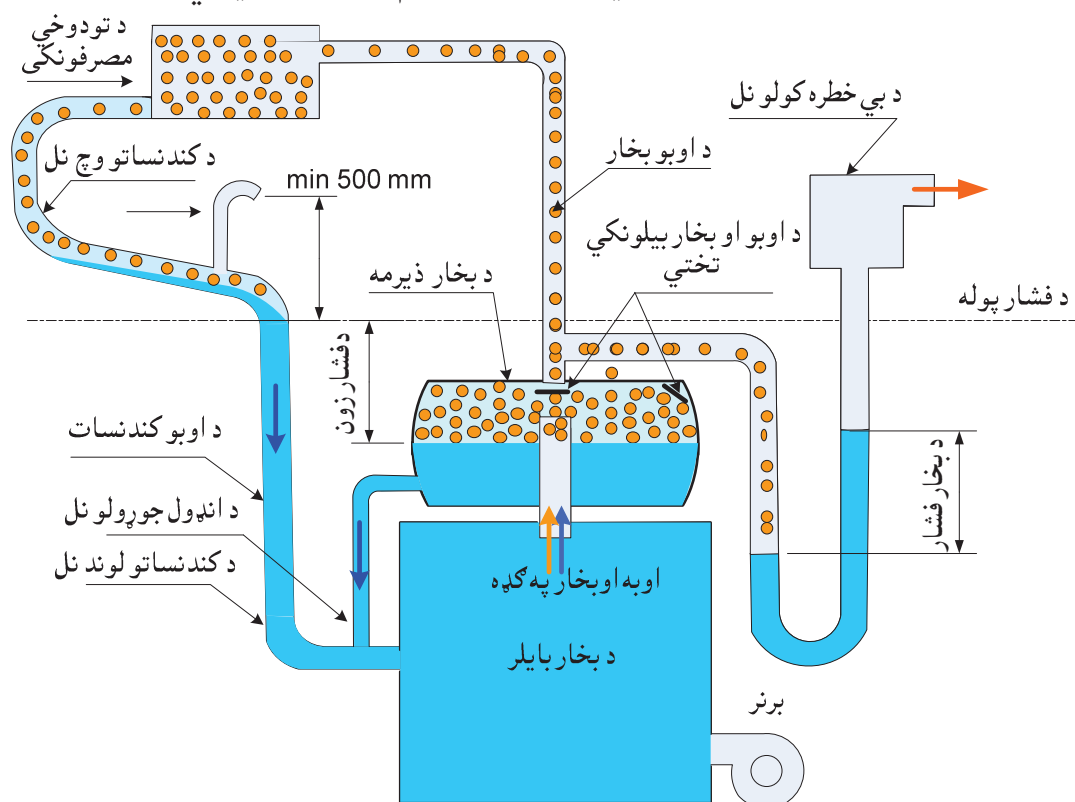 د تودوخي
مصرفونکی
د بي خطره کولو نل
د کندنساتو وچ نل
min 500 mm
د اوبو بخار
د اوبو او بخار بیلونکي
تختي
د بخار ذیرمه
د فشار پوله
دفشار زون
د اوبو کندنسات
د بخار فشار
د انډول جوړولو نل
د کندنساتو لوند نل
اوبه او بخار په ګډه
د بخار بایلر
برنر